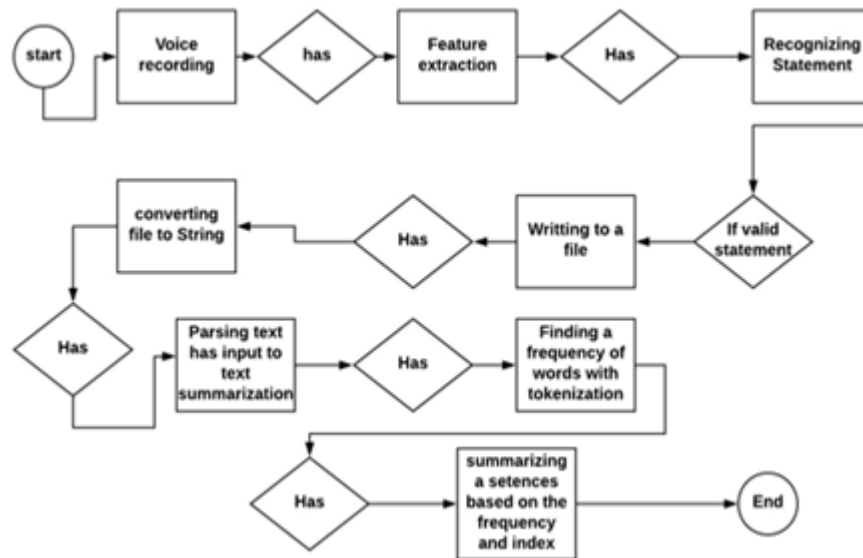 start
Voice
recording
has
Feature
extraction
Has
Recognizing
Statement
If valid
statement
Writting to a
file
Has
converting
file to String
Has
Parsing text
has input to
text
summarization
Has
Finding a
frequency of
words with
tokenization
Has
summarizing
a setences
based on the
frequency
and index
End